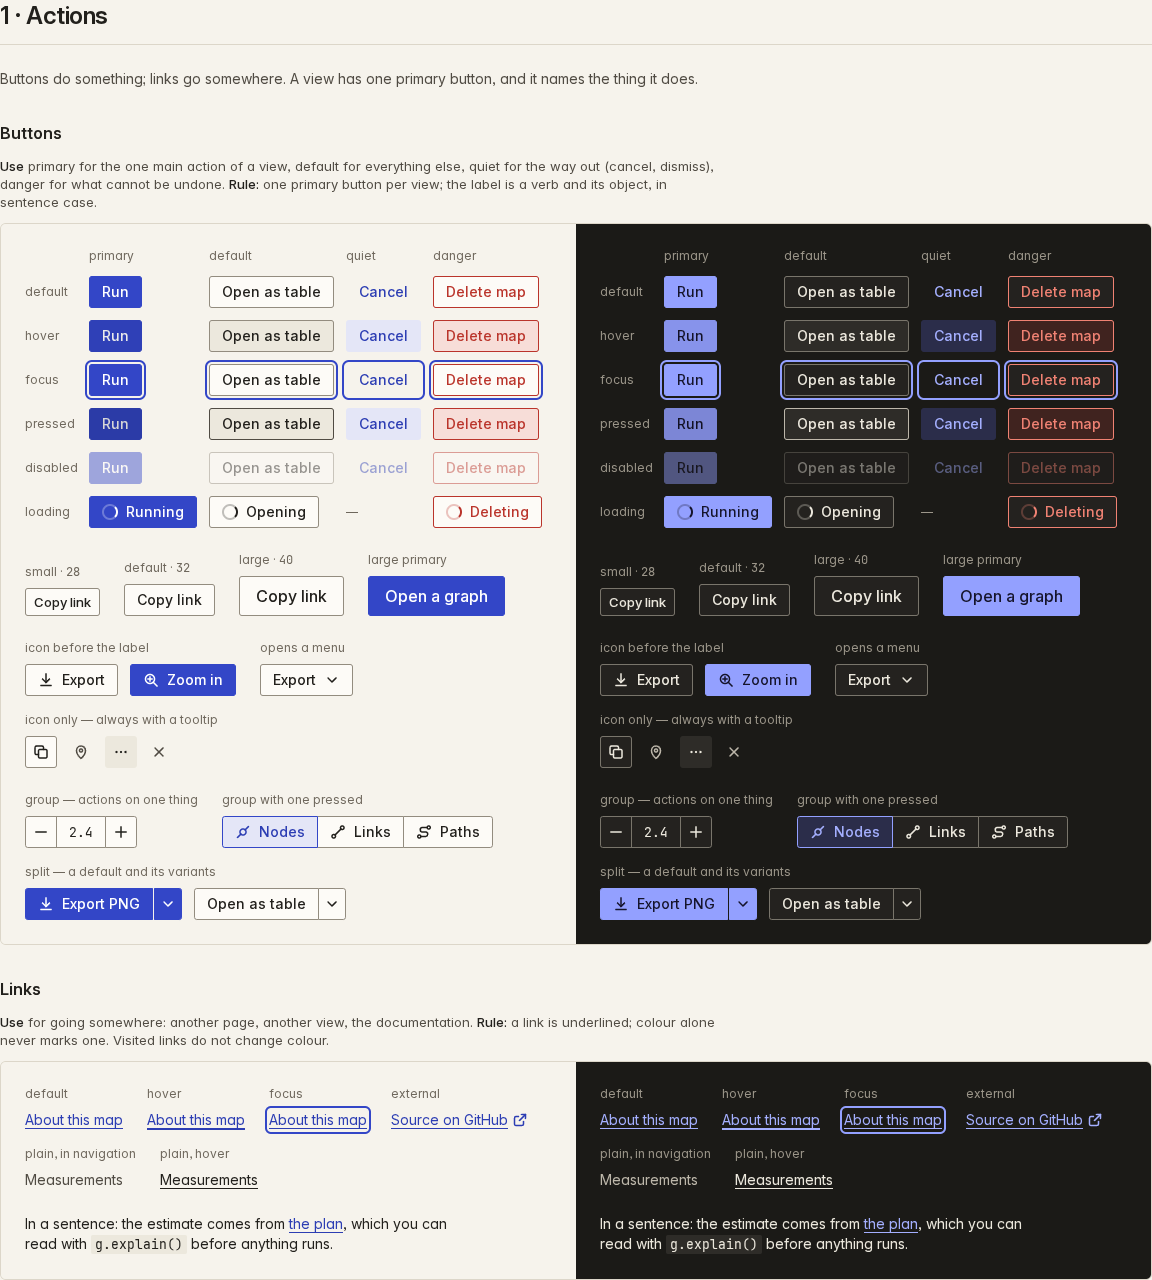 1 · Actions
Buttons do something; links go somewhere. A view has one primary button, and it names the thing it does.
Buttons
Use primary for the one main action of a view, default for everything else, quiet for the way out (cancel, dismiss),
danger for what cannot be undone. Rule: one primary button per view; the label is a verb and its object, in
sentence case.
primary default quiet danger
default Run Open as table Cancel Delete map
hover Run Open as table Cancel Delete map
focus Run Open as table Cancel Delete map
pressed Run Open as table Cancel Delete map
disabled Run Open as table Cancel Delete map
loading Running Opening — Deleting
small · 28 default · 32 large · 40 large primary
Copy link Copy link Copy link Open a graph
icon before the label opens a menu
Export Zoom in Export
icon only — always with a tooltip
group — actions on one thing group with one pressed
2.4 Nodes Links Paths
split — a default and its variants
Export PNG Open as table
primary default quiet danger
default Run Open as table Cancel Delete map
hover Run Open as table Cancel Delete map
focus Run Open as table Cancel Delete map
pressed Run Open as table Cancel Delete map
disabled Run Open as table Cancel Delete map
loading Running Opening — Deleting
small · 28 default · 32 large · 40 large primary
Copy link Copy link Copy link Open a graph
icon before the label opens a menu
Export Zoom in Export
icon only — always with a tooltip
group — actions on one thing group with one pressed
2.4 Nodes Links Paths
split — a default and its variants
Export PNG Open as table
Links
Use for going somewhere: another page, another view, the documentation. Rule: a link is underlined; colour alone
never marks one. Visited links do not change colour.
default hover focus external
About this map About this map About this map Source on GitHub
plain, in navigation plain, hover
Measurements Measurements
In a sentence: the estimate comes from the plan, which you can
read with g.explain() before anything runs.
default hover focus external
About this map About this map About this map Source on GitHub
plain, in navigation plain, hover
Measurements Measurements
In a sentence: the estimate comes from the plan, which you can
read with g.explain() before anything runs.